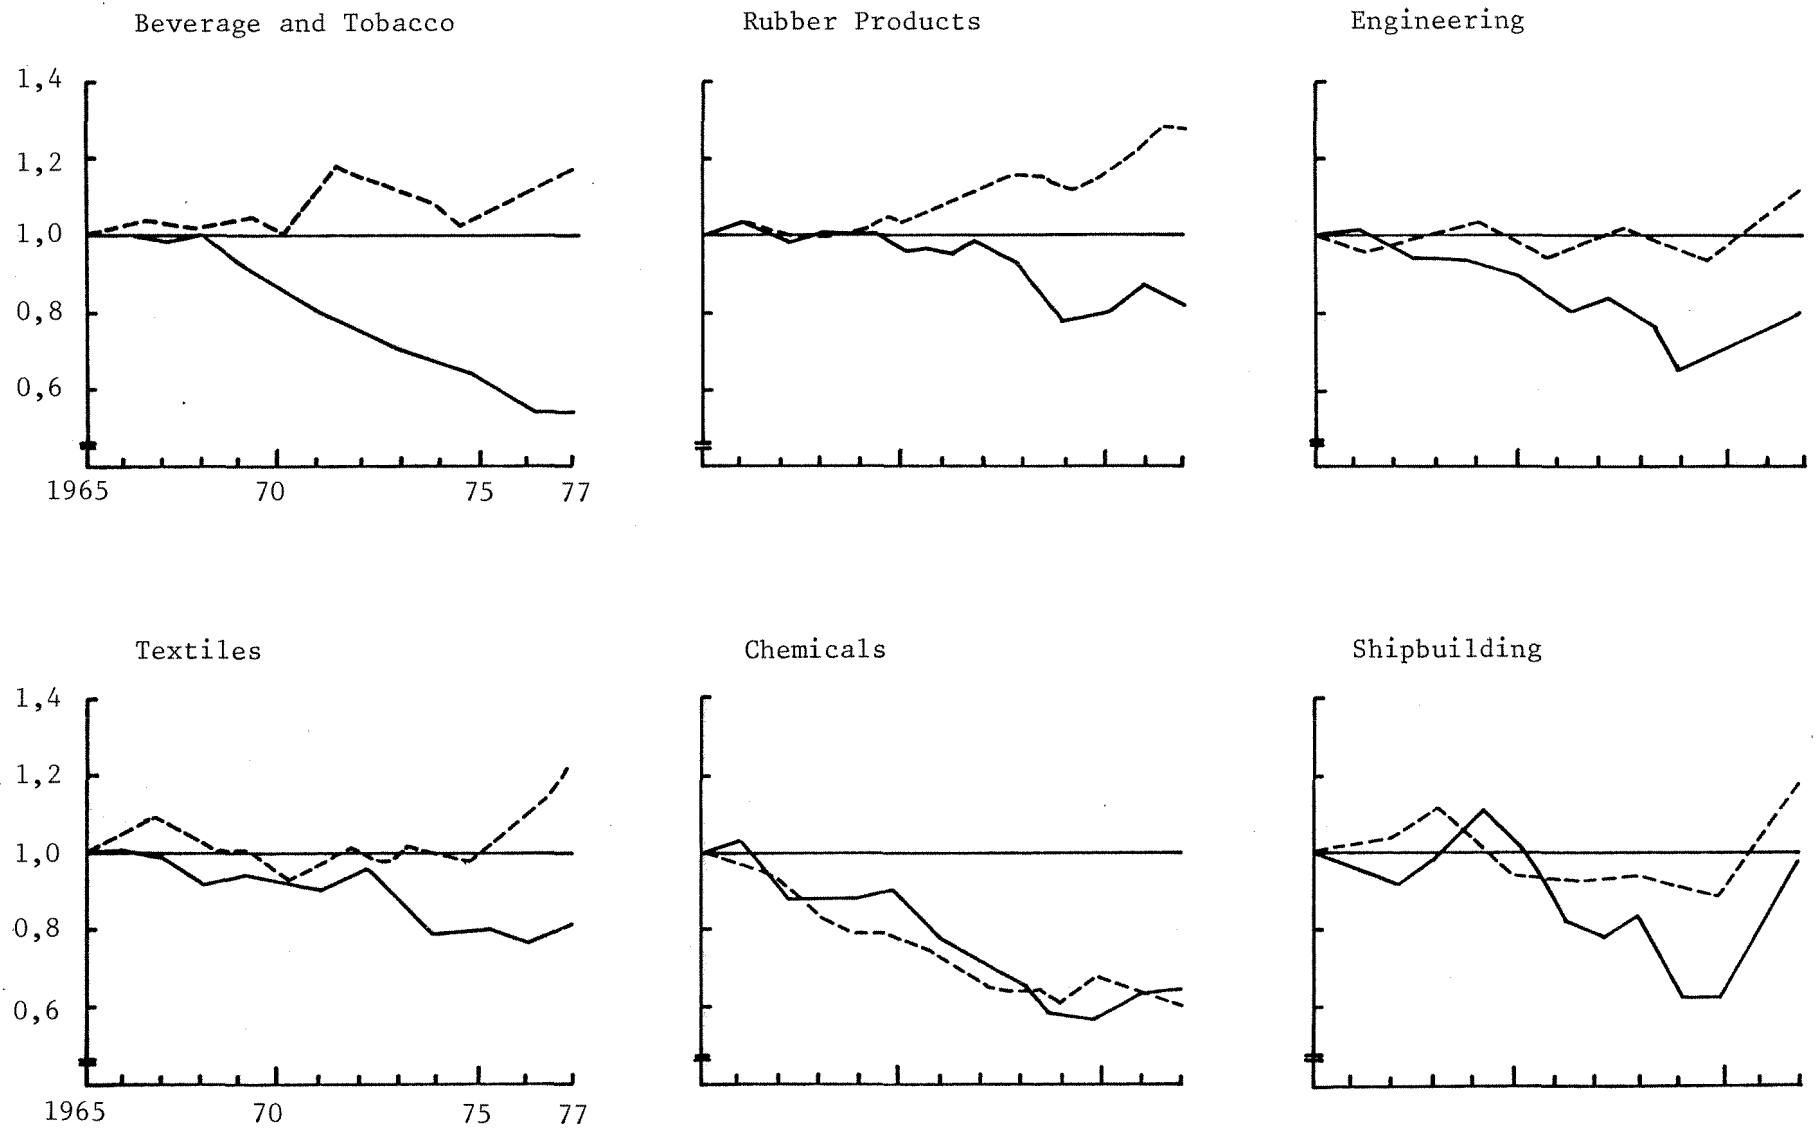 Beverage and Tobacco
Rubber Products
Engineering
1,4
1,2
1,0
0,8
0,6
1965 70 75 77
Textiles
Chemicals
Shipbuilding
1,4
1,2
1,0
0,8
0,6
1965 70 75 77